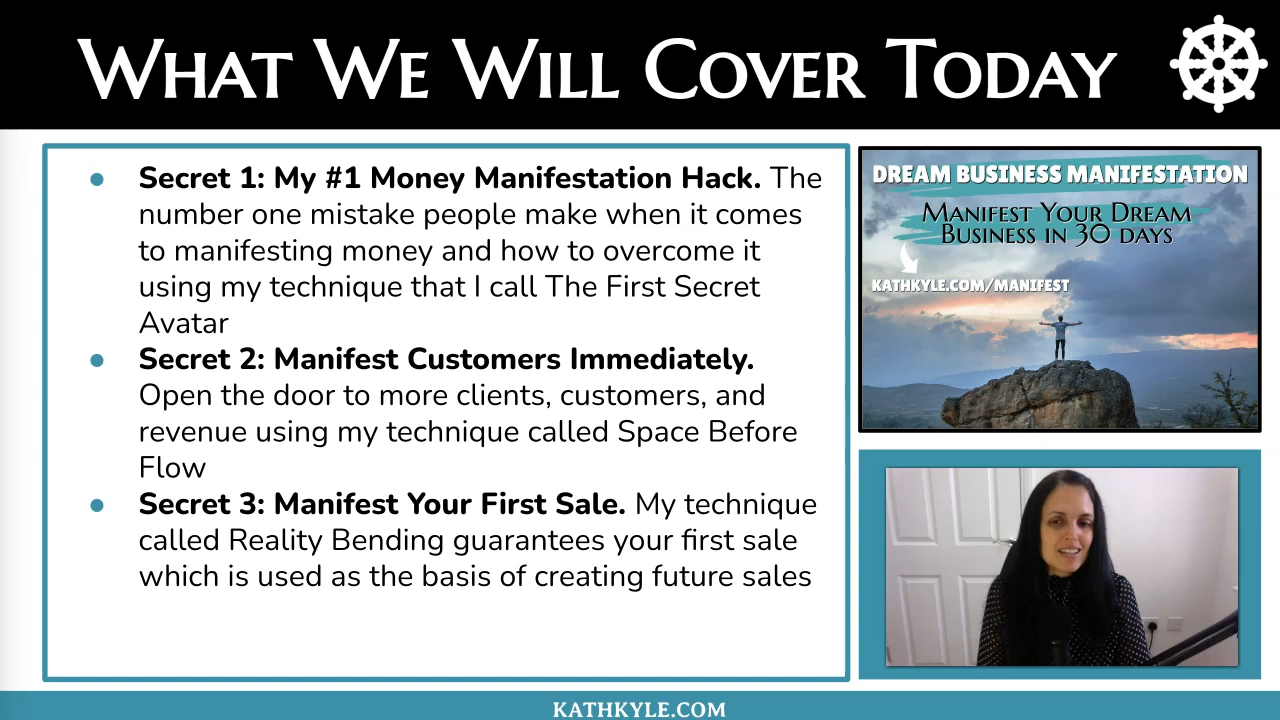 WHAT WE WILL COVER TODAY
Secret 1: My #1 Money Manifestation Hack. The
number one mistake people make when it comes
to manifesting money and how to overcome it
using my technique that I call The First Secret
Avatar
Secret 2: Manifest Customers Immediately.
Open the door to more clients, customers, and
revenue using my technique called Space Before
Flow
Secret 3: Manifest Your First Sale. My technique
called Reality Bending guarantees your first sale
which is used as the basis of creating future sales
DREAM BUSINESS MANIFESTATION
MANIFEST YOUR DREAM
BUSINESS IN 30 DAYS
KATHKYLE.COM/MANIFEST
KATHKYLE.COM